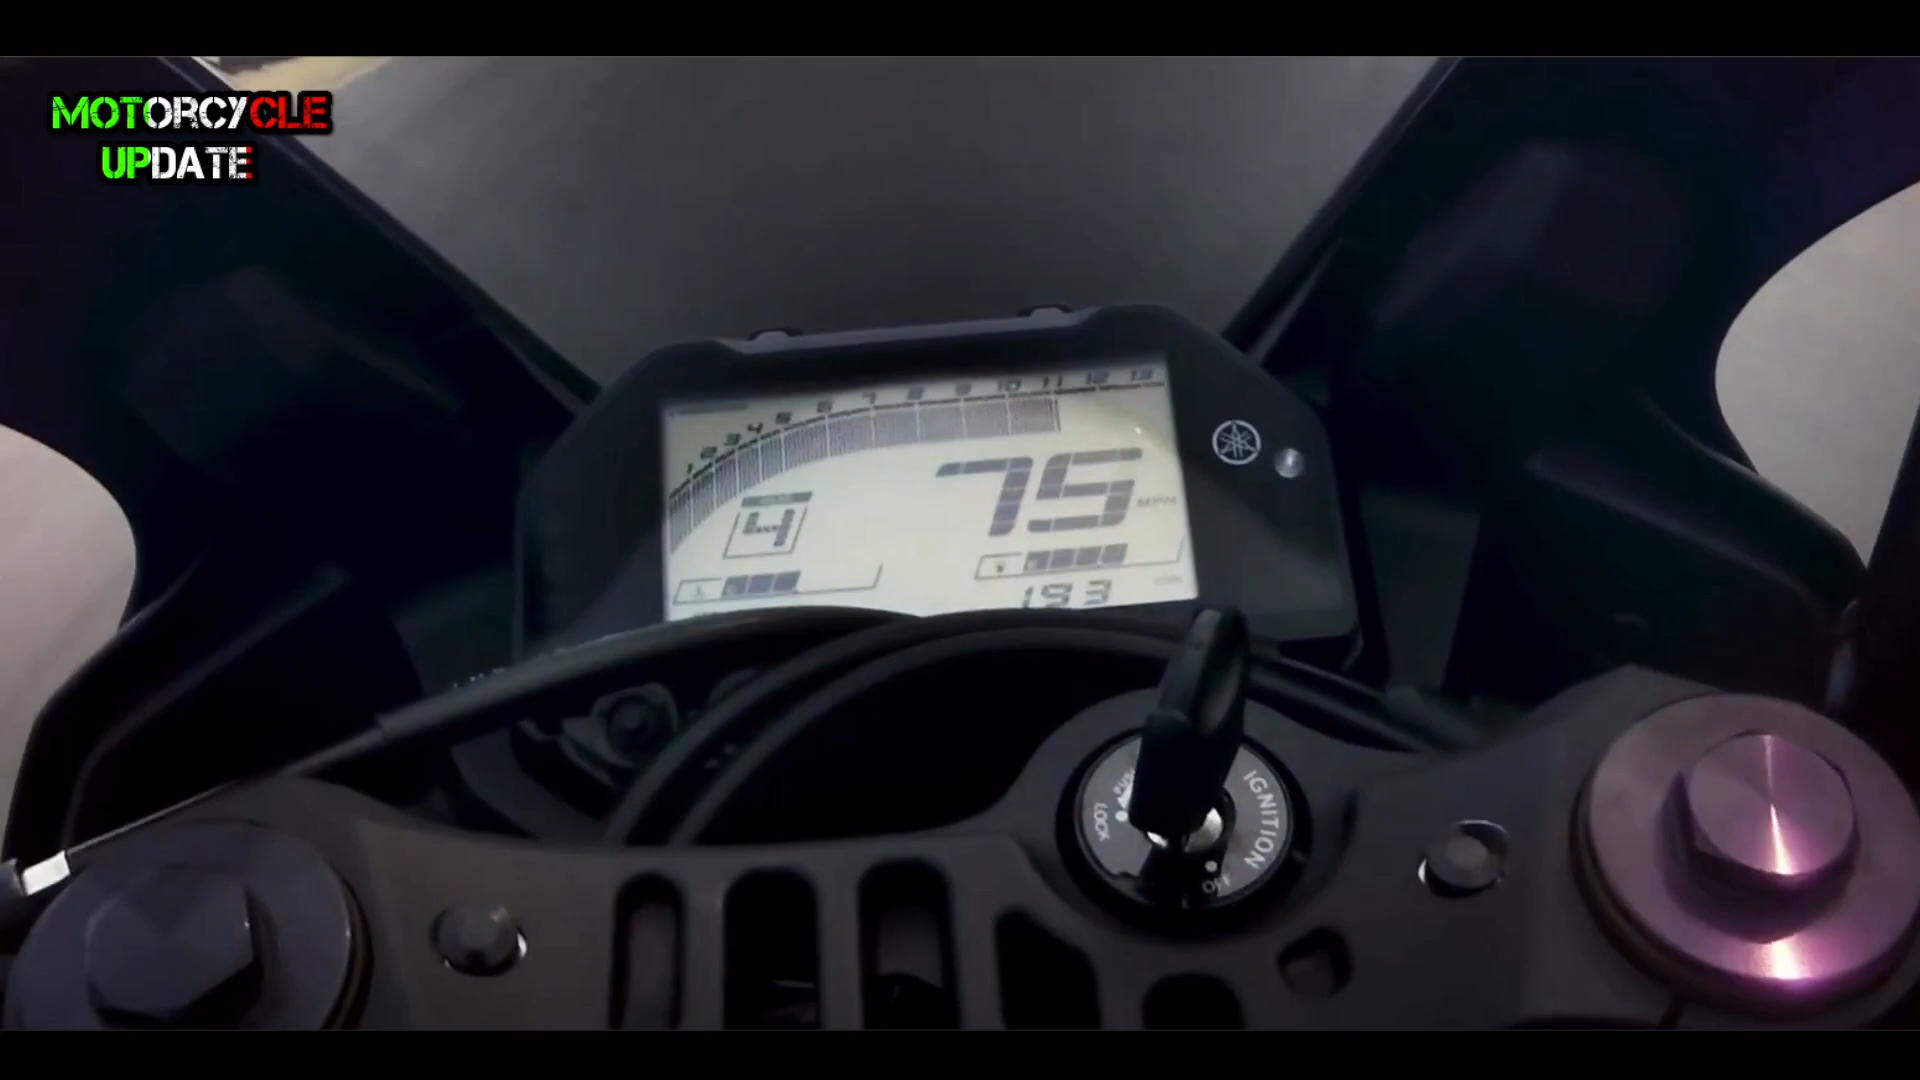 MOTORCYCLE
UPDATE
1 2 3 4 5 6 7 8 9 10 11 12 13
75 MPH
4
193
PUSH
LOCK
IGNITION
OFF